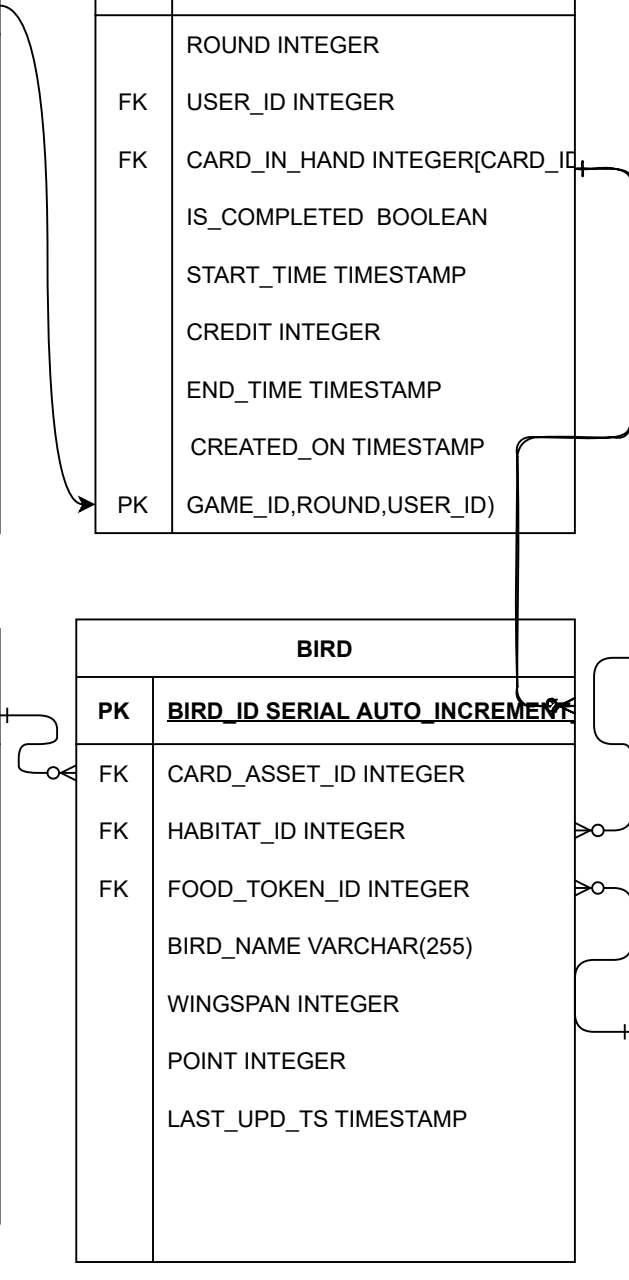 ROUND INTEGER
FK USER_ID INTEGER
FK CARD_IN_HAND INTEGER[CARD_ID
IS_COMPLETED  BOOLEAN
START_TIME TIMESTAMP
CREDIT INTEGER
END_TIME TIMESTAMP
CREATED_ON TIMESTAMP
PK GAME_ID,ROUND,USER_ID)
BIRD
PK BIRD_ID SERIAL AUTO_INCREMENT
FK CARD_ASSET_ID INTEGER
FK HABITAT_ID INTEGER
FK FOOD_TOKEN_ID INTEGER
BIRD_NAME VARCHAR(255)
WINGSPAN INTEGER
POINT INTEGER
LAST_UPD_TS TIMESTAMP